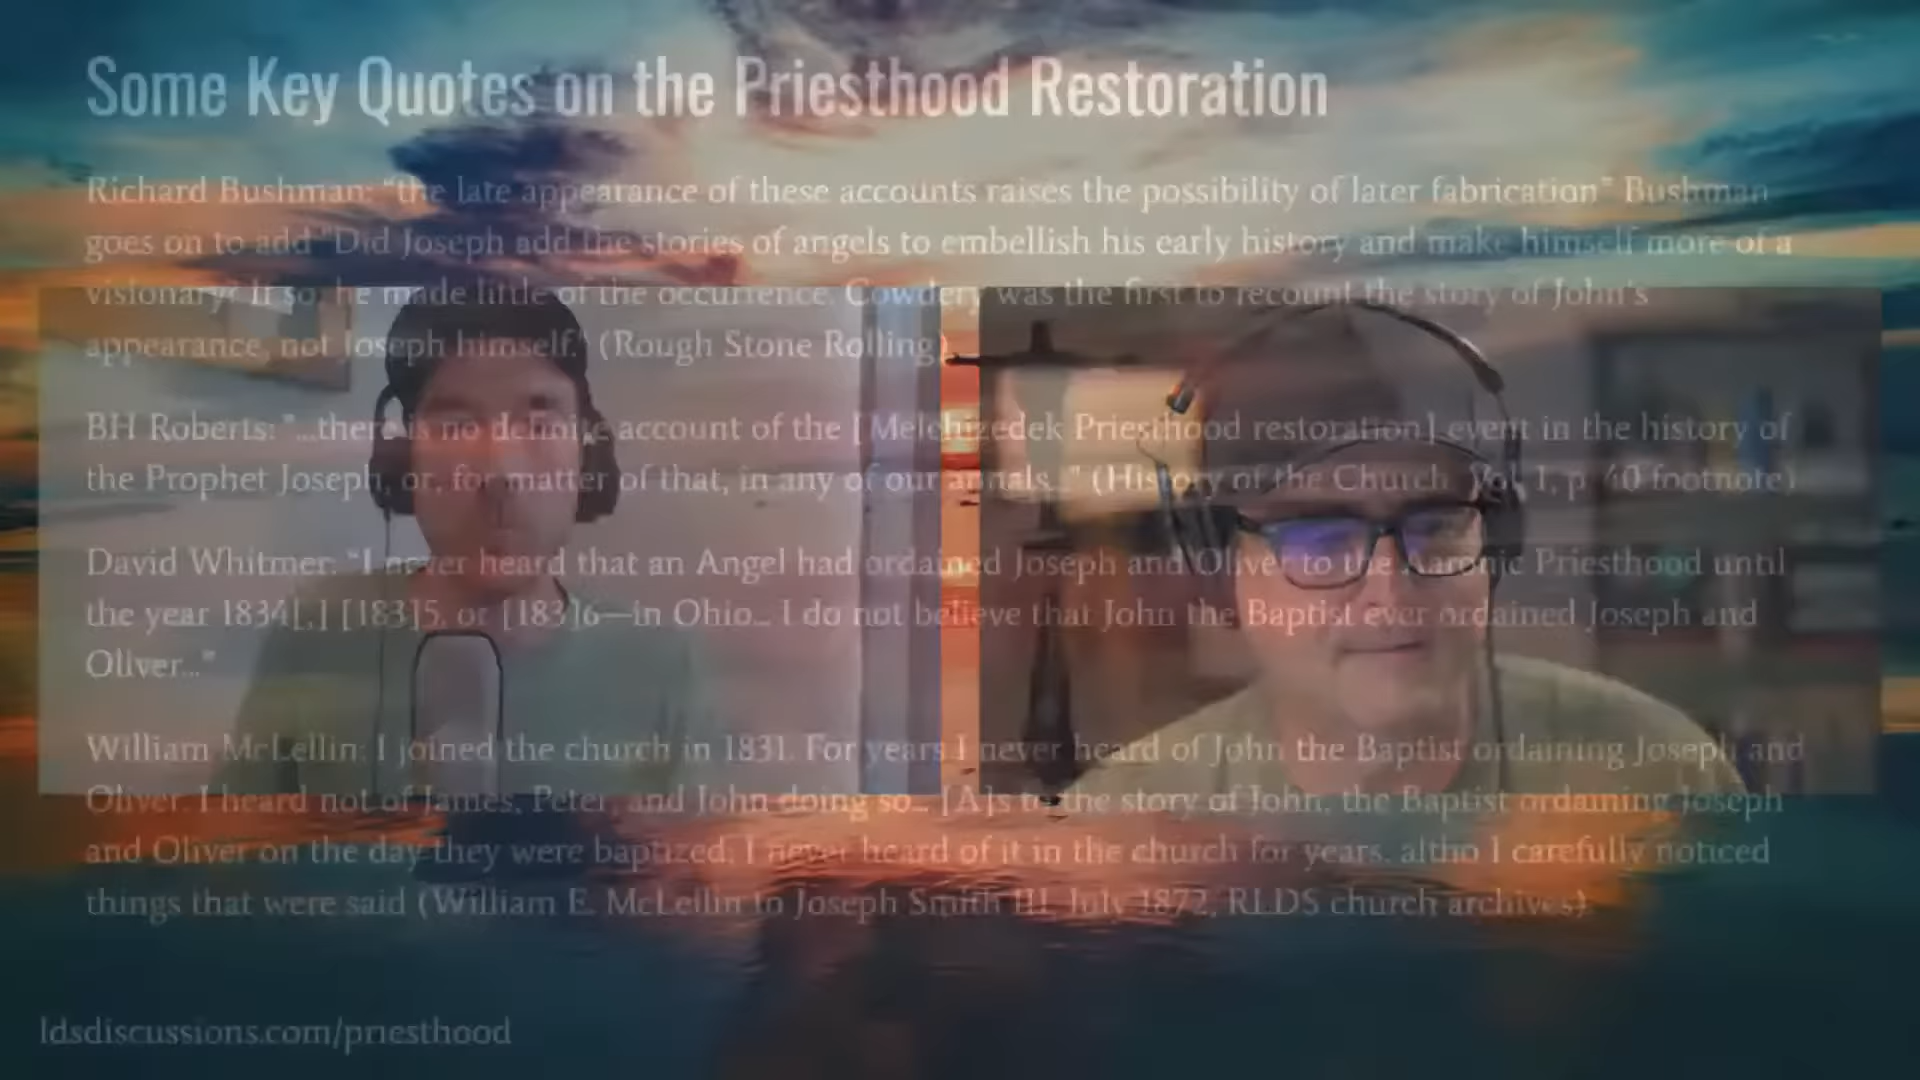 Some Key Quotes on the Priesthood Restoration
Richard Bushman: "the late appearance of these accounts raises the possibility of later fabrication" Bushman
goes on to add "Did Joseph add the stories of angels to embellish his early history and make himself more of a
visionary? If so, he made little of the occurrence. Cowdery was the first to recount the story of John's
appearance, not Joseph himself." (Rough Stone Rolling)
BH Roberts: "...there is no definite account of the [Melchizedek Priesthood restoration] event in the history of
the Prophet Joseph, or, for matter of that, in any of our annals..." (History of the Church, Vol 1, p. 40 footnote)
David Whitmer: "I never heard that an Angel had ordained Joseph and Oliver to the Aaronic Priesthood until
the year 1834[,] [183]5, or [183]6—in Ohio... I do not believe that John the Baptist ever ordained Joseph and
Oliver..."
William McLellin: I joined the church in 1831. For years I never heard of John the Baptist ordaining Joseph and
Oliver. I heard not of James, Peter, and John doing so... [A]s to the story of John, the Baptist ordaining Joseph
and Oliver on the day they were baptized; I never heard of it in the church for years, altho I carefully noticed
things that were said (William E. McLellin to Joseph Smith III, July 1872, RLDS church archives).
ldsdiscussions.com/priesthood